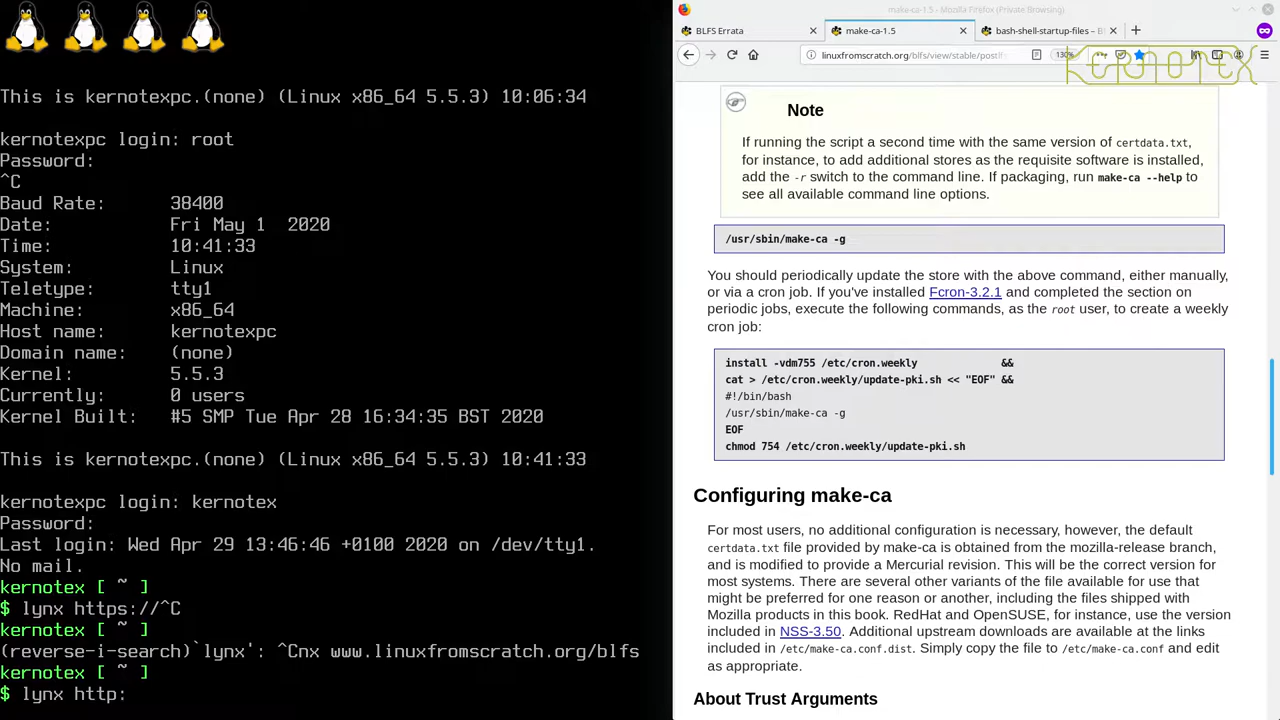 This is kernotexpc.(none) (Linux x86_64 5.5.3) 10:06:34
kernotexpc login: root
Password:
^C
Baud Rate: 38400
Date: Fri May 1 2020
Time: 10:41:33
System: Linux
Teletype: tty1
Machine: x86_64
Host name: kernotexpc
Domain name: (none)
Kernel: 5.5.3
Currently: 0 users
Kernel Built: #5 SMP Tue Apr 28 16:34:35 BST 2020
This is kernotexpc.(none) (Linux x86_64 5.5.3) 10:41:33
kernotexpc login: kernotex
Password:
Last login: Wed Apr 29 13:46:46 +0100 2020 on /dev/tty1.
No mail.
kernotex [ ~ ]
$ lynx https://^C
kernotex [ ~ ]
(reverse-i-search)`lynx': ^Cnx www.linuxfromscratch.org/blfs
kernotex [ ~ ]
$ lynx http:
make-ca-1.5 - Mozilla Firefox (Private Browsing)
BLFS Errata
make-ca-1.5
bash-shell-startup-files – B
linuxfromscratch.org/blfs/view/stable/postlf
130%
KERNOTEX
Note
If running the script a second time with the same version of certdata.txt,
for instance, to add additional stores as the requisite software is installed,
add the -r switch to the command line. If packaging, run make-ca --help to
see all available command line options.
/usr/sbin/make-ca -g
You should periodically update the store with the above command, either manually,
or via a cron job. If you've installed Fcron-3.2.1 and completed the section on
periodic jobs, execute the following commands, as the root user, to create a weekly
cron job:
install -vdm755 /etc/cron.weekly &&
cat > /etc/cron.weekly/update-pki.sh << "EOF" &&
#!/bin/bash
/usr/sbin/make-ca -g
EOF
chmod 754 /etc/cron.weekly/update-pki.sh
Configuring make-ca
For most users, no additional configuration is necessary, however, the default
certdata.txt file provided by make-ca is obtained from the mozilla-release branch,
and is modified to provide a Mercurial revision. This will be the correct version for
most systems. There are several other variants of the file available for use that
might be preferred for one reason or another, including the files shipped with
Mozilla products in this book. RedHat and OpenSUSE, for instance, use the version
included in NSS-3.50. Additional upstream downloads are available at the links
included in /etc/make-ca.conf.dist. Simply copy the file to /etc/make-ca.conf and edit
as appropriate.
About Trust Arguments